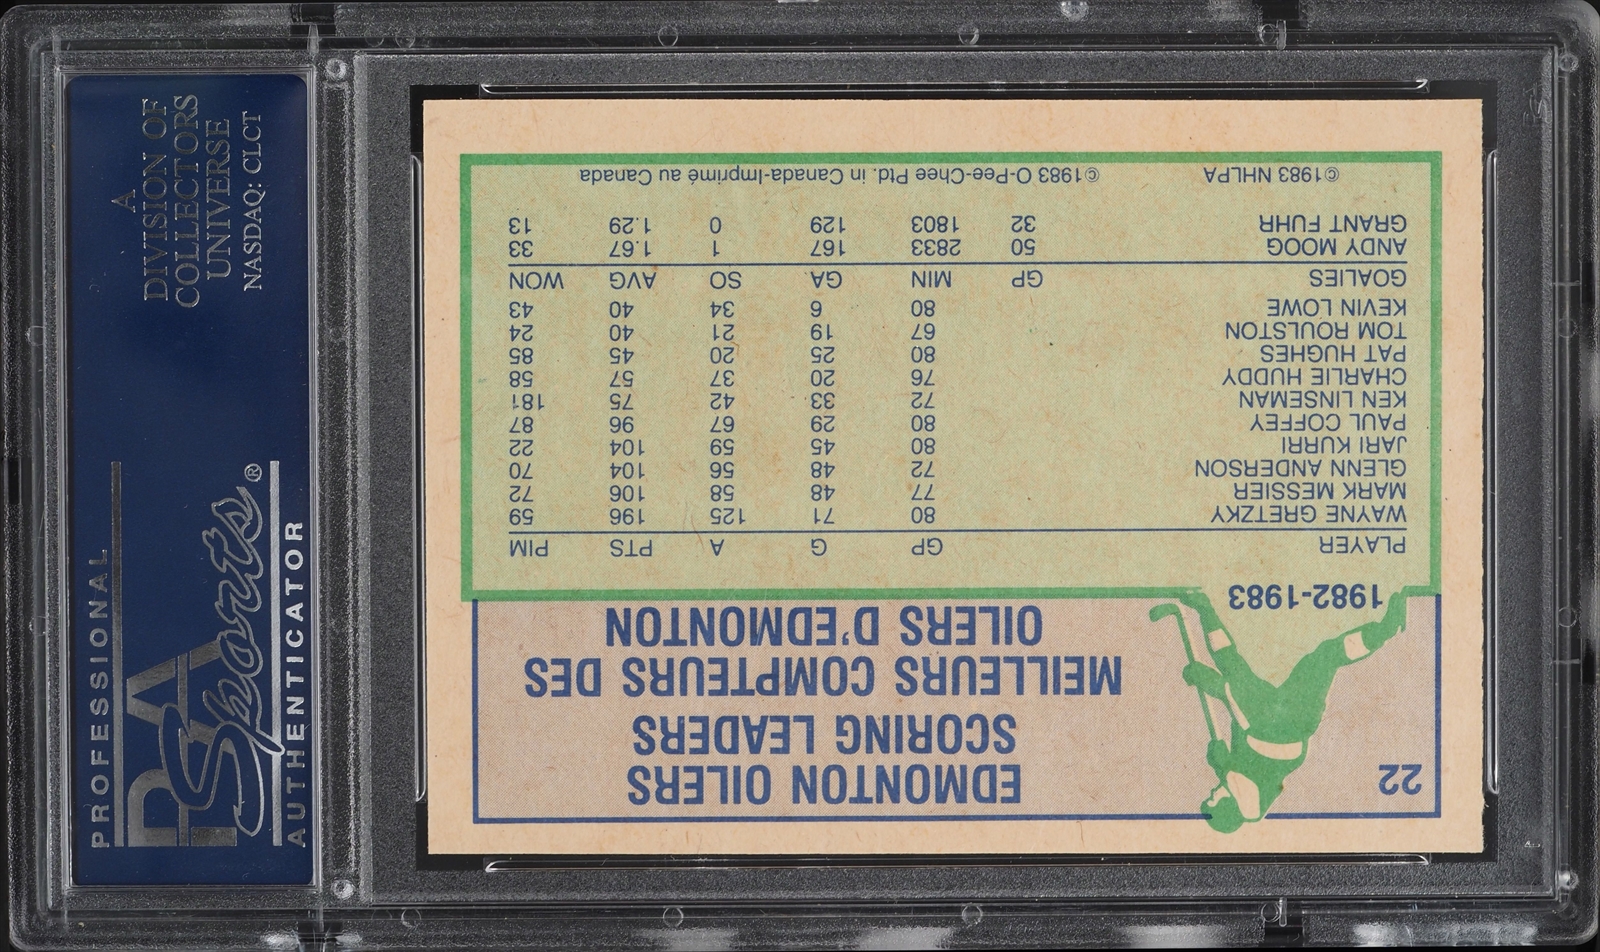 22
EDMONTON OILERS
SCORING LEADERS
MEILLEURS COMPTEURS DES
OILERS D'EDMONTON
1982-1983
PLAYER GP G A PTS PIM
WAYNE GRETZKY 80 71 125 196 59
MARK MESSIER 77 48 58 106 72
GLENN ANDERSON 72 48 56 104 70
JARI KURRI 80 45 59 104 22
PAUL COFFEY 80 29 67 96 87
KEN LINSEMAN 72 33 42 75 181
CHARLIE HUDDY 76 20 37 57 58
PAT HUGHES 80 25 20 45 85
TOM ROULSTON 67 19 21 40 24
KEVIN LOWE 80 6 34 40 43
GOALIES GP MIN GA SO AVG WON
ANDY MOOG 50 2833 167 1 1.67 33
GRANT FUHR 32 1803 129 0 1.29 13
©1983 NHLPA ©1983 O-Pee-Chee Ptd. in Canada-Imprimé au Canada
PROFESSIONAL
PSA
Sports®
AUTHENTICATOR
A
DIVISION OF
COLLECTORS
UNIVERSE
NASDAQ: CLCT